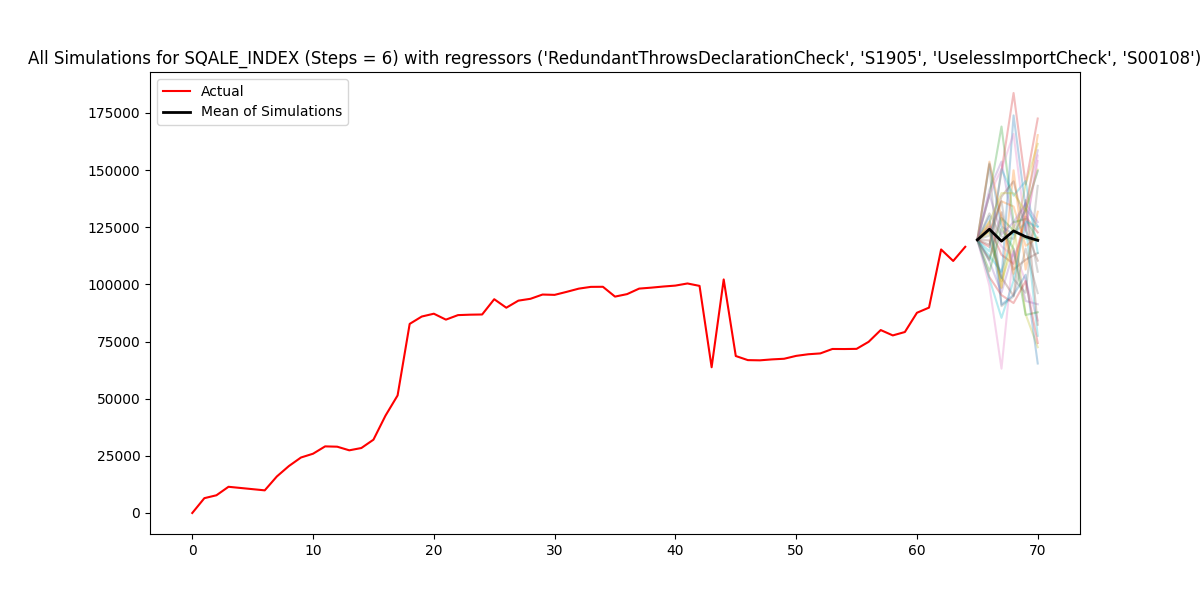 All Simulations for SQALE_INDEX (Steps = 6) with regressors ('RedundantThrowsDeclarationCheck', 'S1905', 'UselessImportCheck', 'S00108')
Actual
Mean of Simulations
175000
150000
125000
100000
75000
50000
25000
0
0 10 20 30 40 50 60 70